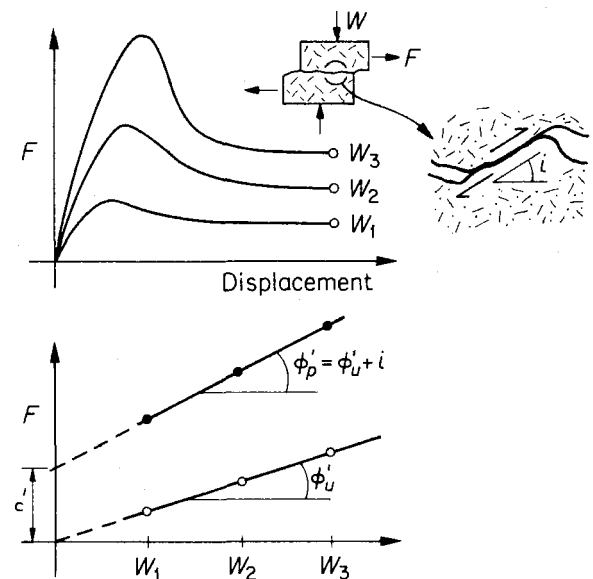 W
F
F
W₃
W₂
W₁
i
Displacement
F
ϕ'ₚ = ϕ'ᵤ + i
c'
ϕ'ᵤ
W₁ W₂ W₃